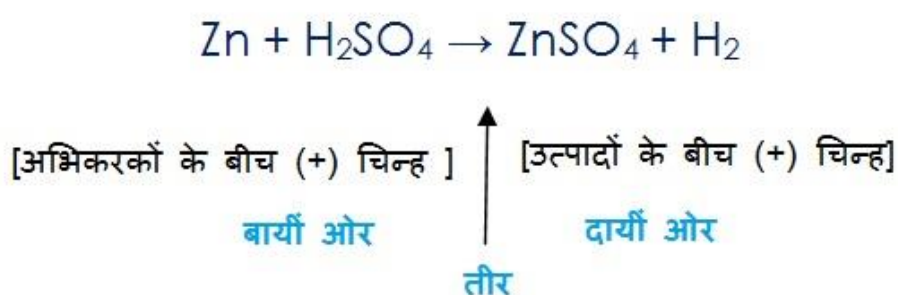 Zn + H₂SO₄ → ZnSO₄ + H₂
[अभिकरकों के बीच (+) चिन्ह ] [उत्पादों के बीच (+) चिन्ह]
बायीं ओर दायीं ओर
तीर